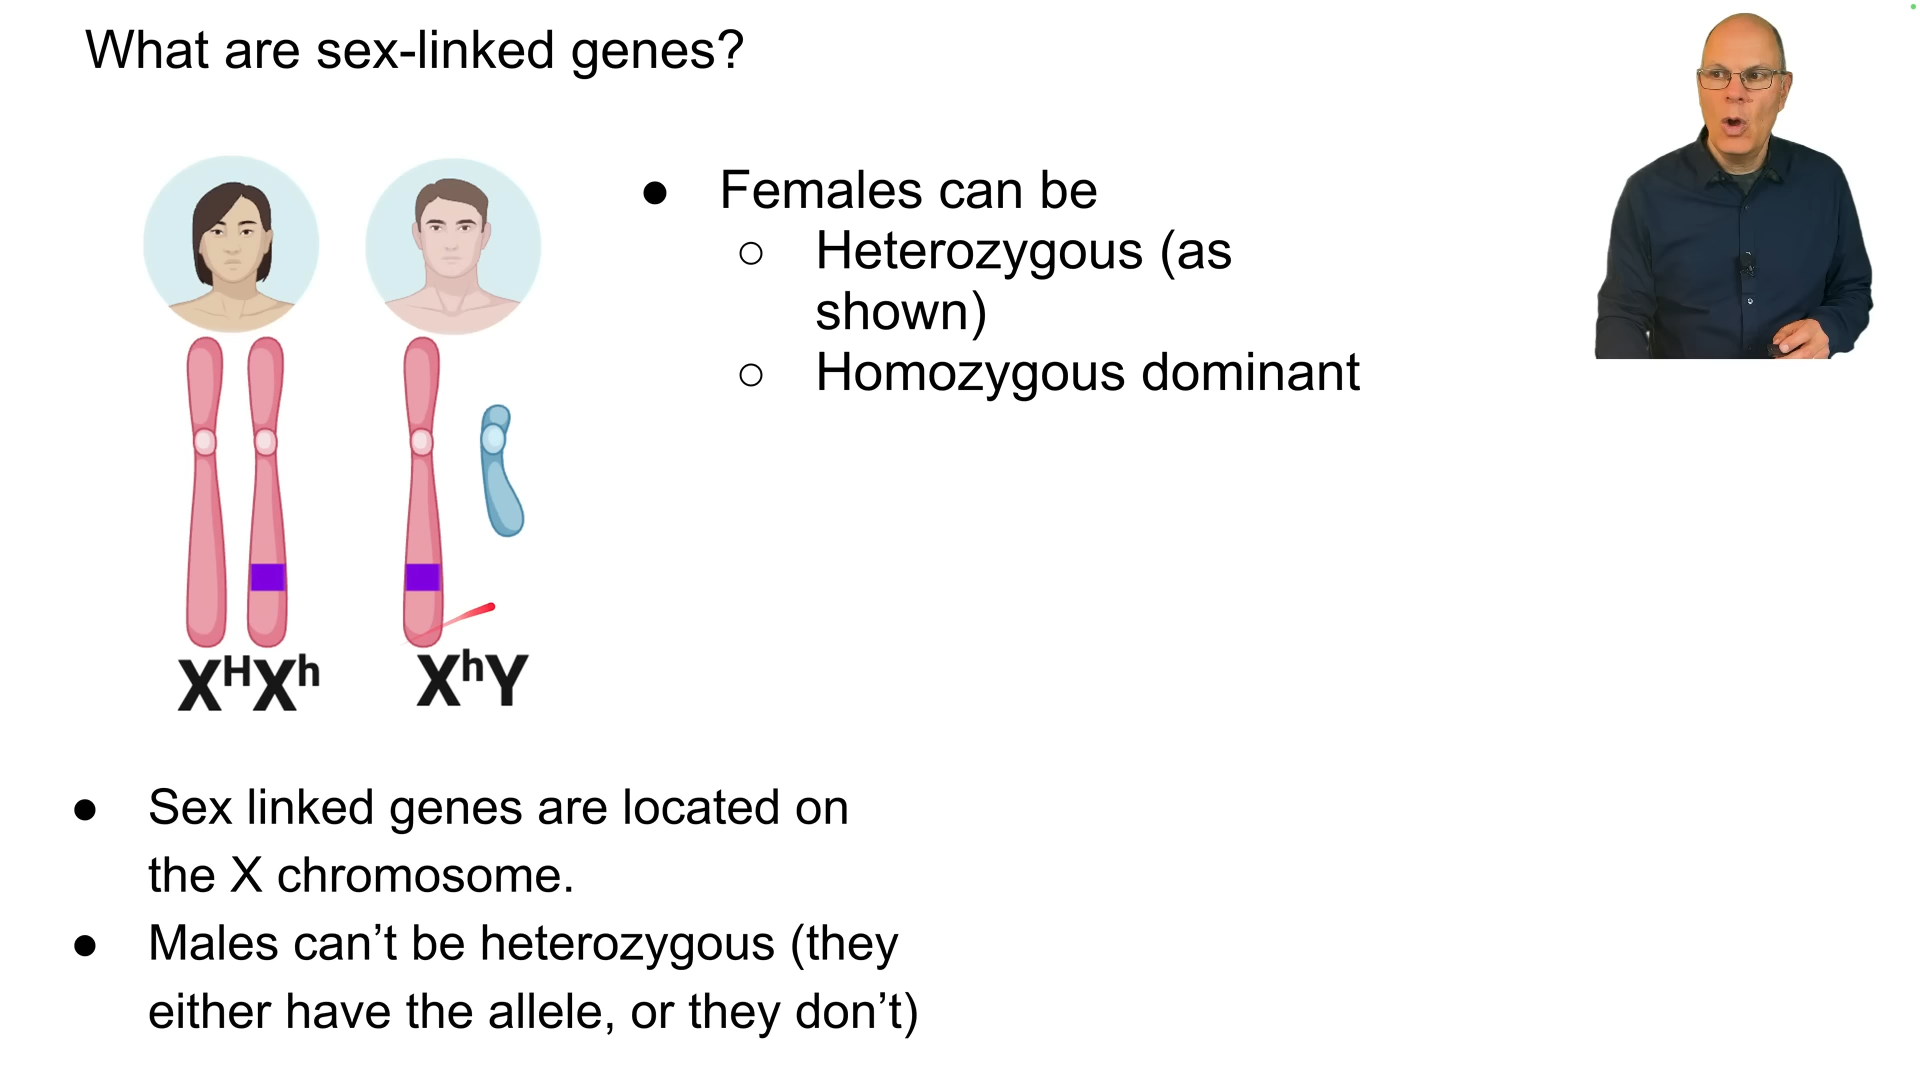 What are sex-linked genes?
● Females can be
○ Heterozygous (as
shown)
○ Homozygous dominant
XᴴXʰ
XʰY
● Sex linked genes are located on
the X chromosome.
● Males can’t be heterozygous (they
either have the allele, or they don’t)